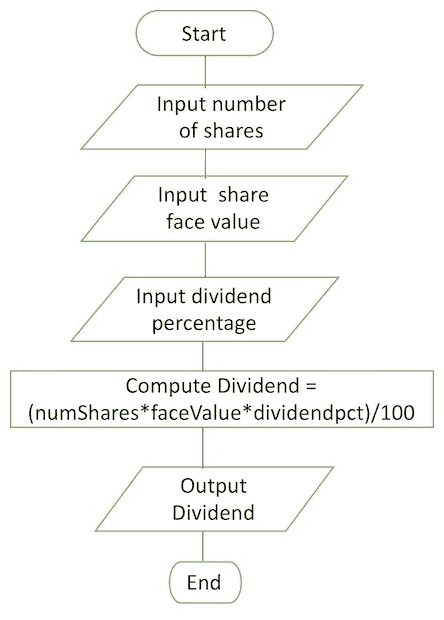 Start
Input number
of shares
Input share
face value
Input dividend
percentage
Compute Dividend =
(numShares*faceValue*dividendpct)/100
Output
Dividend
End